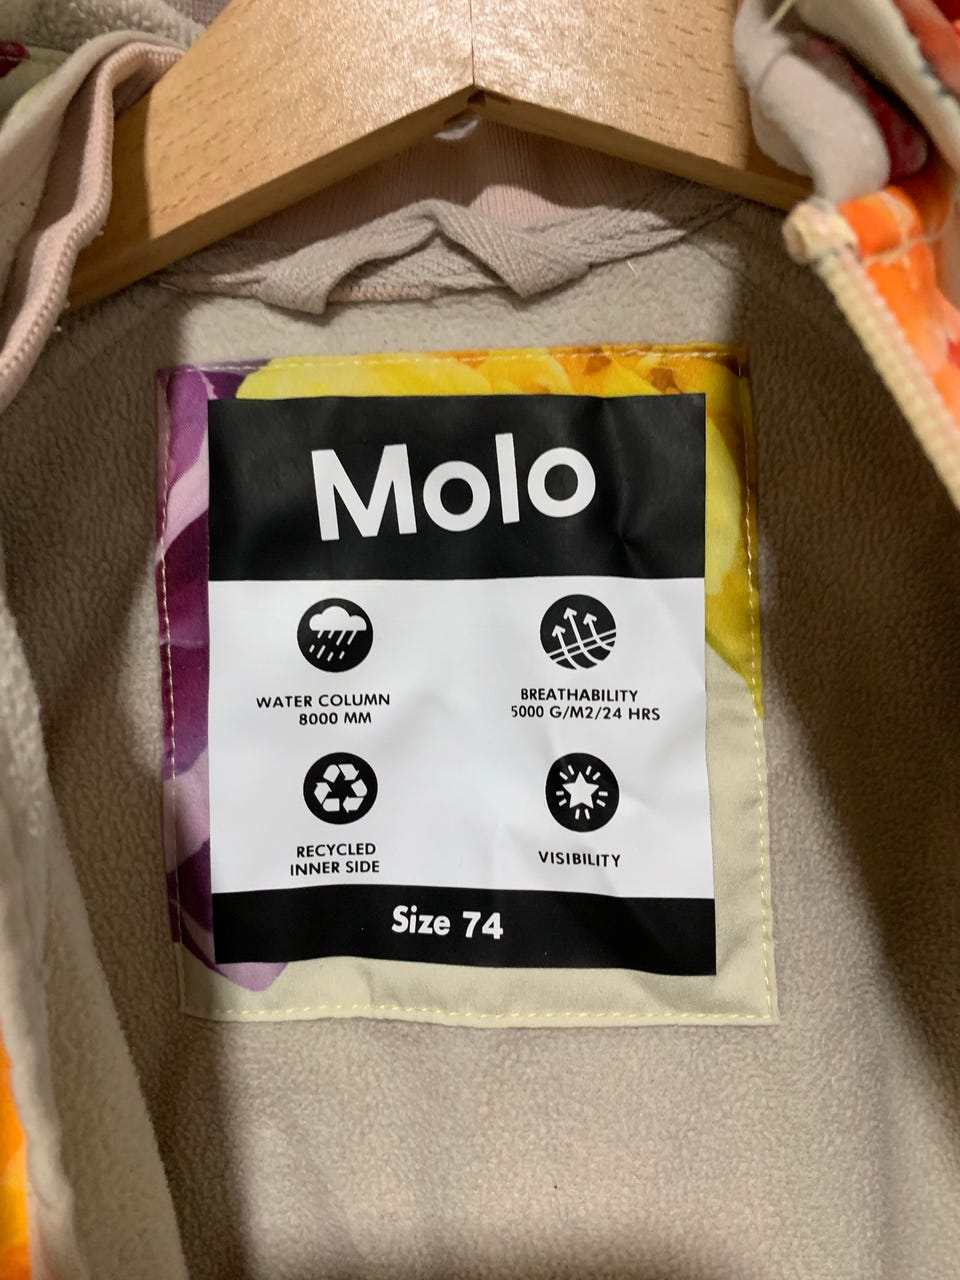 Molo
WATER COLUMN
8000 MM
BREATHABILITY
5000 G/M2/24 HRS
RECYCLED
INNER SIDE
VISIBILITY
Size 74